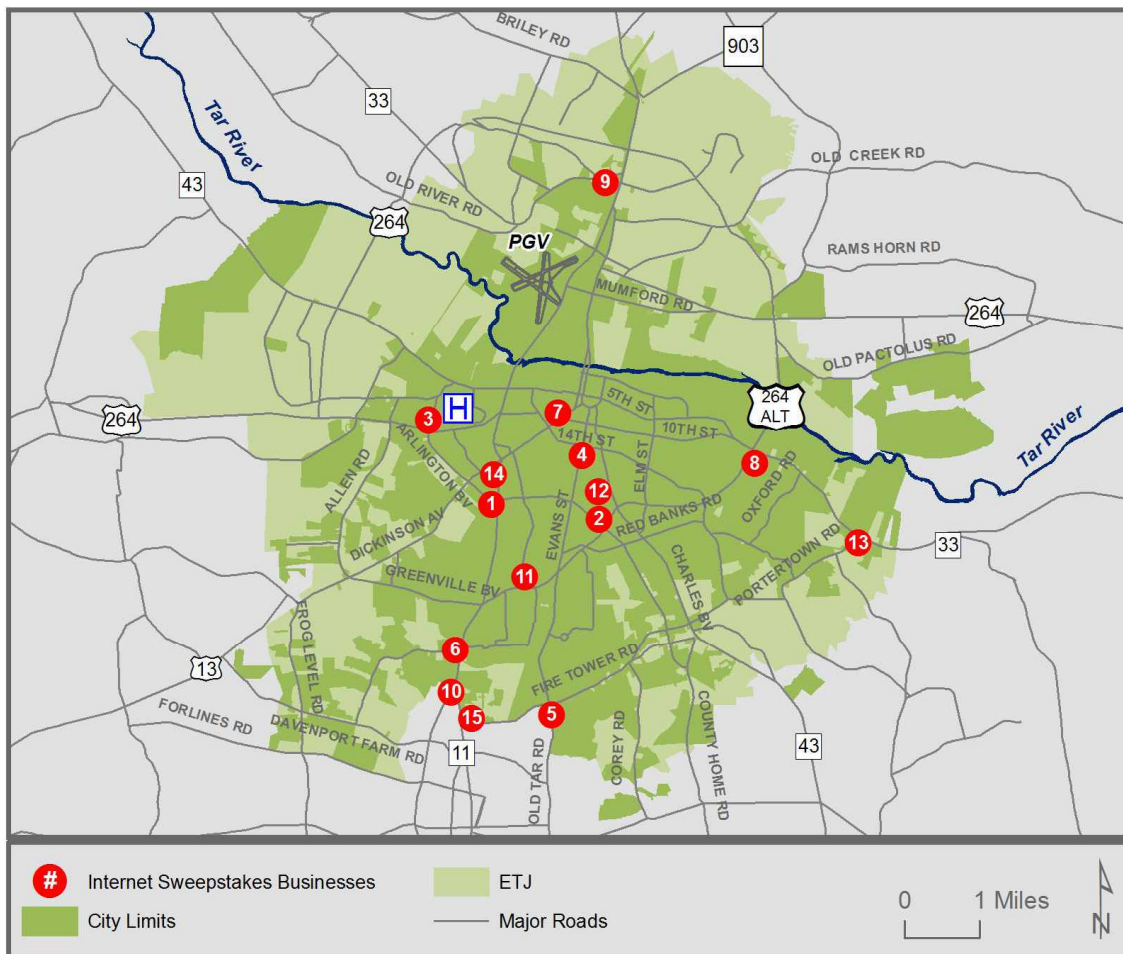 BRILEY RD
903
33
Tar River
OLD CREEK RD
43
9
OLD RIVER RD
264
PGV
RAMS HORN RD
MUMFORD RD
264
OLD PACTOLUS RD
264
ALT
5TH ST
264
3
H
7
10TH ST
14TH ST
4
ARLINGTON BV
ELM ST
8
Tar River
ALLEN RD
14
OXFORD RD
12
1
EVANS ST
2
RED BANKS RD
DICKINSON AV
13
33
PORTERTOWN RD
GREENVILLE BV
11
CHARLES BV
FROGLEVEL RD
6
13
FIRE TOWER RD
10
FORLINES RD
15
5
DAVENPORT FARM RD
COREY RD
COUNTY HOME RD
11
OLD TAR RD
43
# Internet Sweepstakes Businesses
City Limits
ETJ
Major Roads
0 1 Miles
N